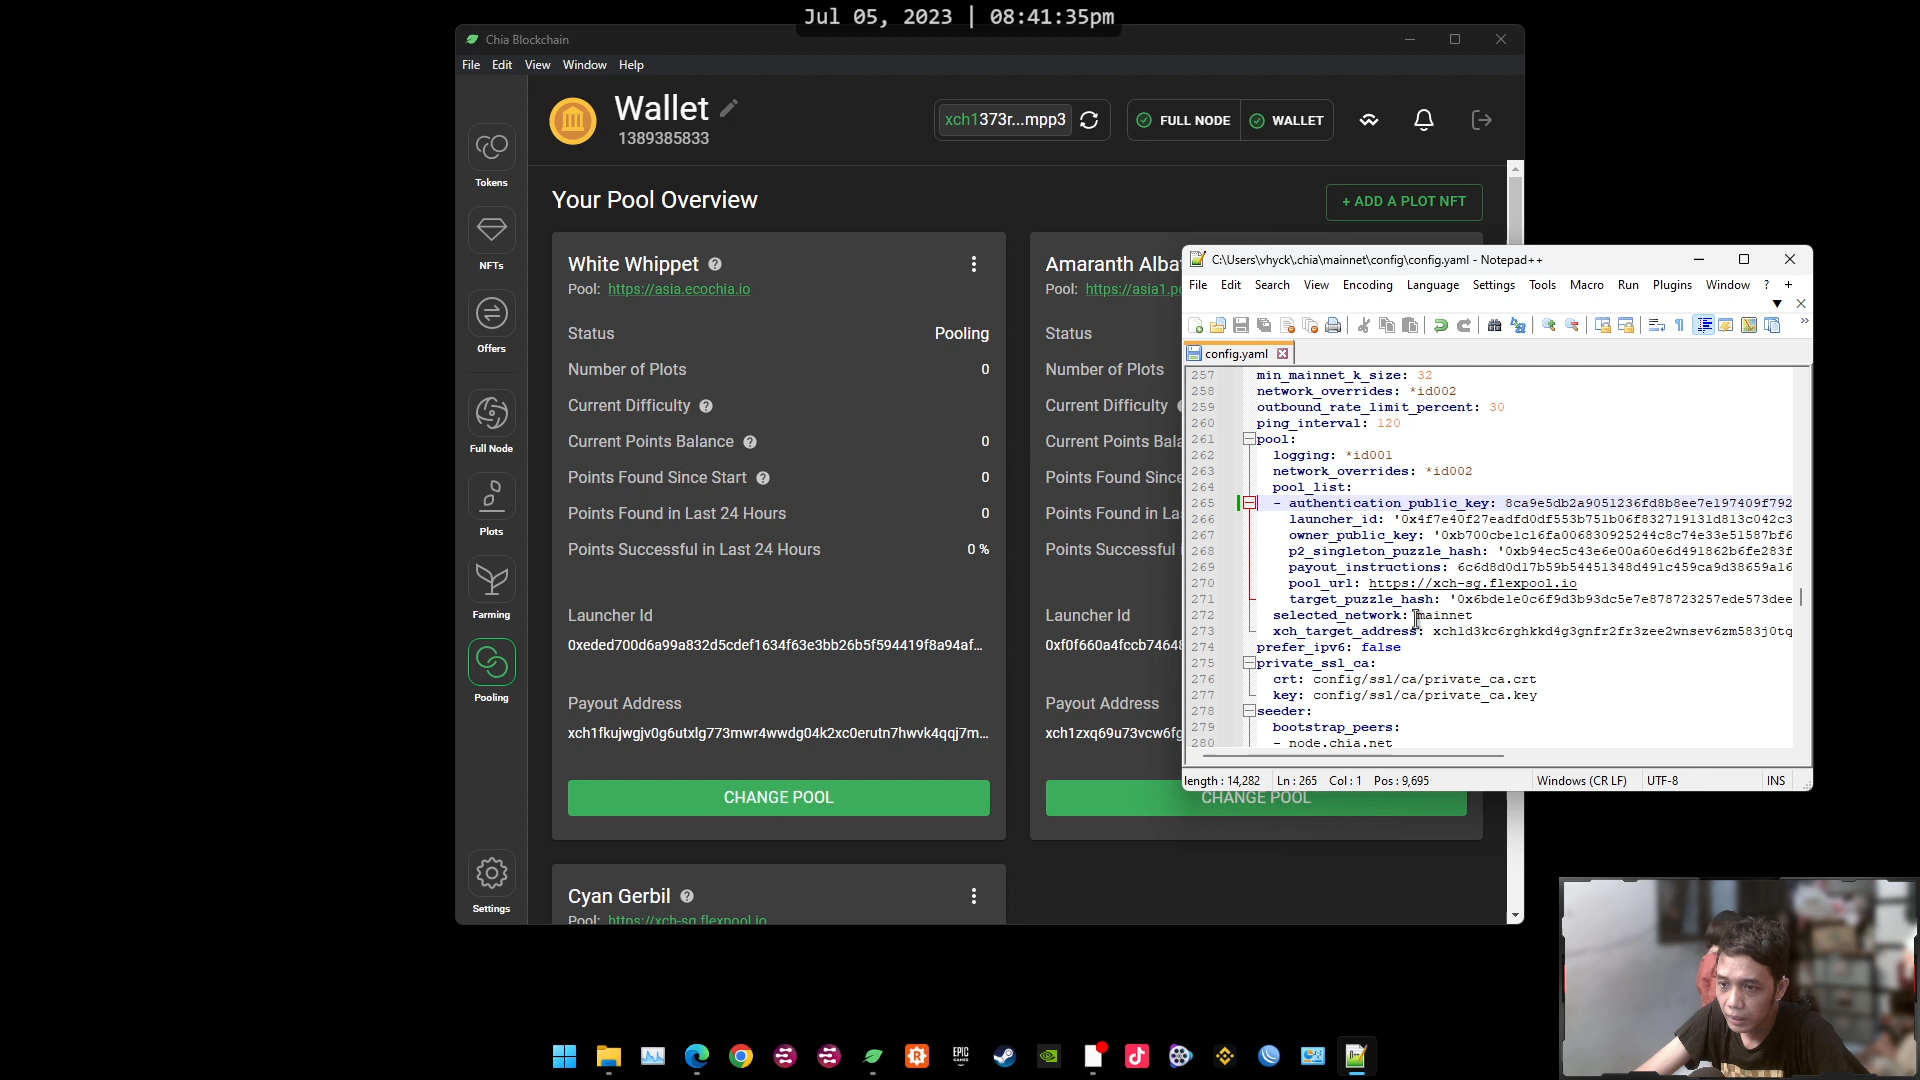 Jul 05, 2023 | 08:41:35pm
Chia Blockchain
File Edit View Window Help
Wallet
1389385833
xch1373r...mpp3
FULL NODE
WALLET
Tokens
NFTs
Offers
Full Node
Plots
Farming
Pooling
Settings
Your Pool Overview
+ ADD A PLOT NFT
White Whippet
Pool: https://asia.ecochia.io
Status Pooling
Number of Plots 0
Current Difficulty
Current Points Balance 0
Points Found Since Start 0
Points Found in Last 24 Hours 0
Points Successful in Last 24 Hours 0 %
Launcher Id
0xeded700d6a99a832d5cdef1634f63e3bb26b5f594419f8a94af...
Payout Address
xch1fkujwgjv0g6utxlg773mwr4wwdg04k2xc0erutn7hwvk4qqj7m...
CHANGE POOL
Amaranth Alba
Pool: https://asia1.po
Status
Number of Plots
Current Difficulty
Current Points Bala
Points Found Since
Points Found in La
Points Successful i
Launcher Id
0xf0f660a4fccb74648
Payout Address
xch1zxq69u73vcw6fg
CHANGE POOL
Cyan Gerbil
Pool: https://xch-sg.flexpool.io
C:\Users\vhyck\.chia\mainnet\config\config.yaml - Notepad++
File Edit Search View Encoding Language Settings Tools Macro Run Plugins Window ? +
config.yaml
257 min_mainnet_k_size: 32
258 network_overrides: *id002
259 outbound_rate_limit_percent: 30
260 ping_interval: 120
261 pool:
262 logging: *id001
263 network_overrides: *id002
264 pool_list:
265 - authentication_public_key: 8ca9e5db2a9051236fd8b8ee7e197409f792
266 launcher_id: '0x4f7e40f27eadfd0df553b751b06f832719131d813c042c3
267 owner_public_key: '0xb700cbe1c16fa006830925244c8c74e33e51587bf6
268 p2_singleton_puzzle_hash: '0xb94ec5c43e6e00a60e6d491862b6fe283f
269 payout_instructions: 6c6d8d0d17b59b54451348d491c459ca9d38659a16
270 pool_url: https://xch-sg.flexpool.io
271 target_puzzle_hash: '0x6bde1e0c6f9d3b93dc5e7e878723257ede573dee
272 selected_network: mainnet
273 xch_target_address: xch1d3kc6rghkkd4g3gnfr2fr3zee2wnsev6zm583j0tq
274 prefer_ipv6: false
275 private_ssl_ca:
276 crt: config/ssl/ca/private_ca.crt
277 key: config/ssl/ca/private_ca.key
278 seeder:
279 bootstrap_peers:
280 - node.chia.net
length : 14,282 Ln : 265 Col : 1 Pos : 9,695 Windows (CR LF) UTF-8 INS
EPIC
GAMES